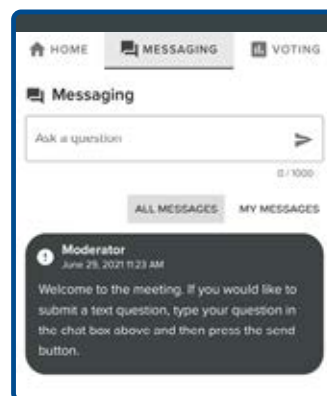 HOME MESSAGING VOTING
Messaging
Ask a question
0 / 1000
ALL MESSAGES MY MESSAGES
Moderator
June 29, 2021 11:23 AM
Welcome to the meeting. If you would like to
submit a text question, type your question in
the chat box above and then press the send
button.